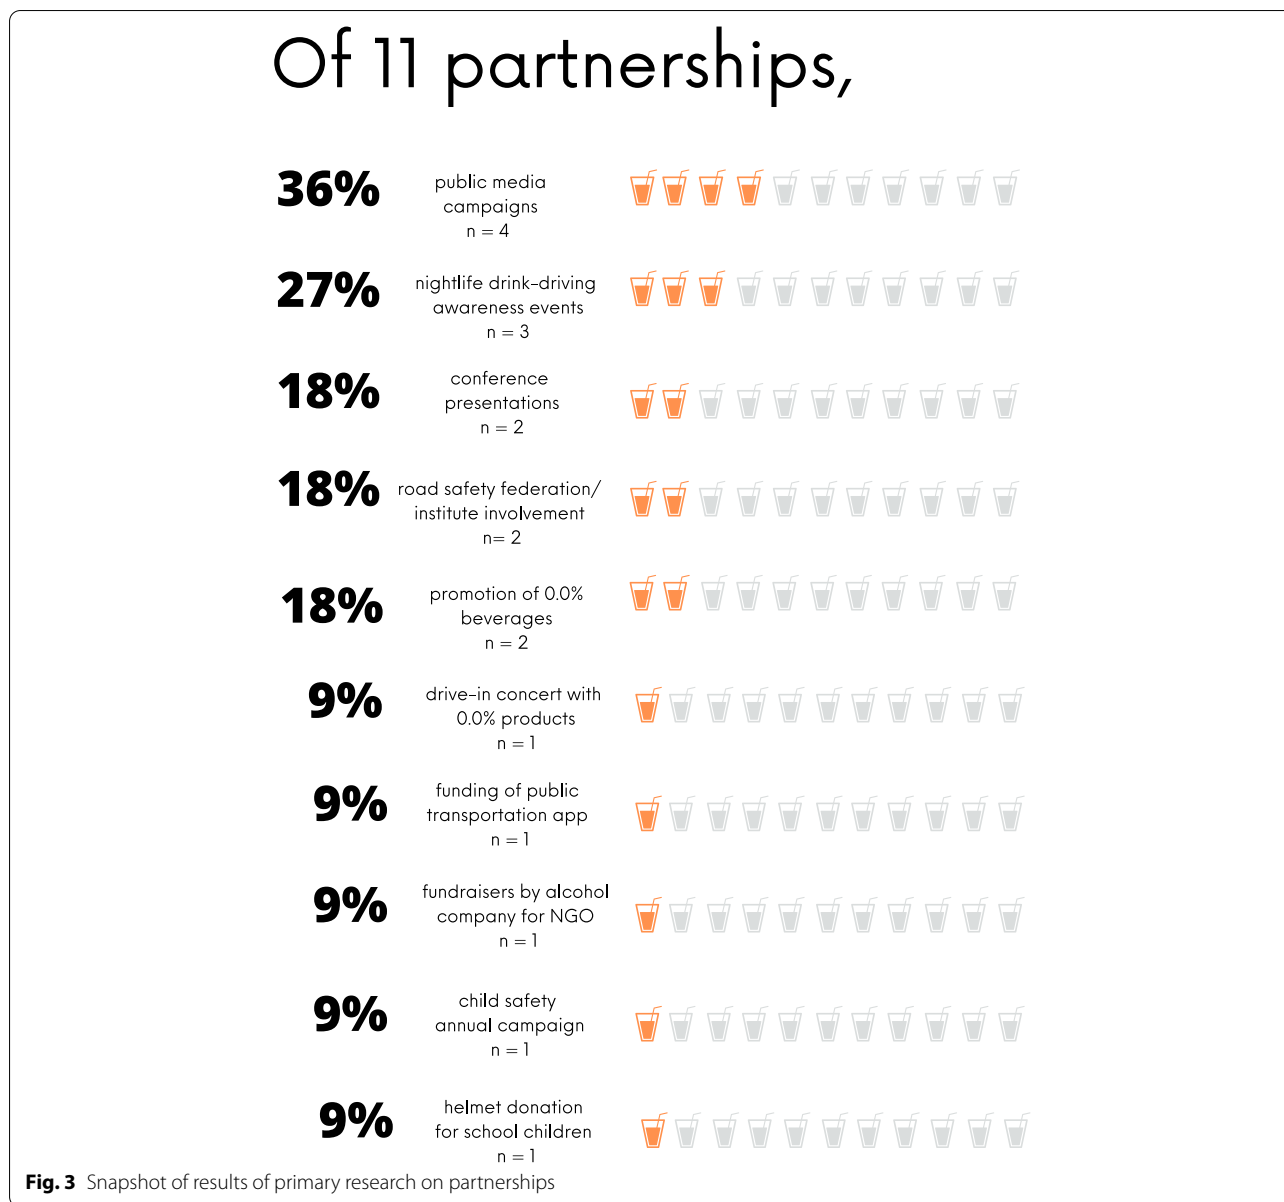 Of 11 partnerships,
36%
public media
campaigns
n = 4
27%
nightlife drink-driving
awareness events
n = 3
18%
conference
presentations
n = 2
18%
road safety federation/
institute involvement
n= 2
18%
promotion of 0.0%
beverages
n = 2
9%
drive-in concert with
0.0% products
n = 1
9%
funding of public
transportation app
n = 1
9%
fundraisers by alcohol
company for NGO
n = 1
9%
child safety
annual campaign
n = 1
9%
helmet donation
for school children
n = 1
Fig. 3 Snapshot of results of primary research on partnerships